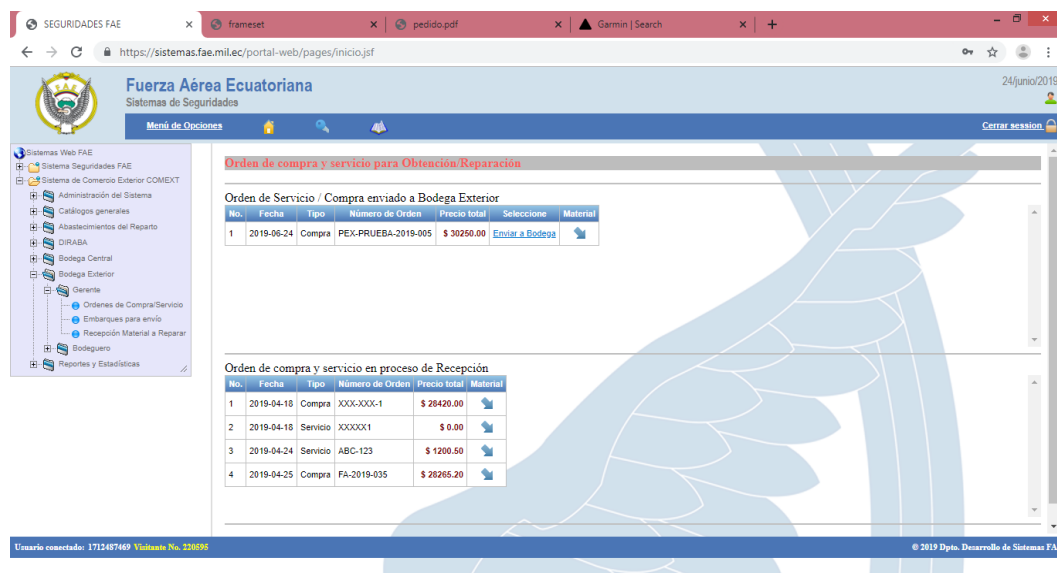 SEGURIDADES FAE
frameset
pedido.pdf
Garmin | Search
https://sistemas.fae.mil.ec/portal-web/pages/inicio.jsf
Fuerza Aérea Ecuatoriana
Sistemas de Seguridades
24/junio/2019
Menú de Opciones
Cerrar session
Sistemas Web FAE
Sistema Seguridades FAE
Sistema de Comercio Exterior COMEXT
Administración del Sistema
Catálogos generales
Abastecimientos del Reparto
DIRABA
Bodega Central
Bodega Exterior
Gerente
Ordenes de Compra/Servicio
Embarques para envío
Recepción Material a Reparar
Bodeguero
Reportes y Estadísticas
Orden de compra y servicio para Obtención/Reparación
Orden de Servicio / Compra enviado a Bodega Exterior
No. Fecha Tipo Número de Orden Precio total Seleccione Material
1 2019-06-24 Compra PEX-PRUEBA-2019-005 $ 30250.00 Enviar a Bodega
Orden de compra y servicio en proceso de Recepción
No. Fecha Tipo Número de Orden Precio total Material
1 2019-04-18 Compra XXX-XXX-1 $ 28420.00
2 2019-04-18 Servicio XXXXX1 $ 0.00
3 2019-04-24 Servicio ABC-123 $ 1200.50
4 2019-04-25 Compra FA-2019-035 $ 28265.20
Usuario conectado: 1712487469 Visitante No. 220595
© 2019 Dpto. Desarrollo de Sistemas FA